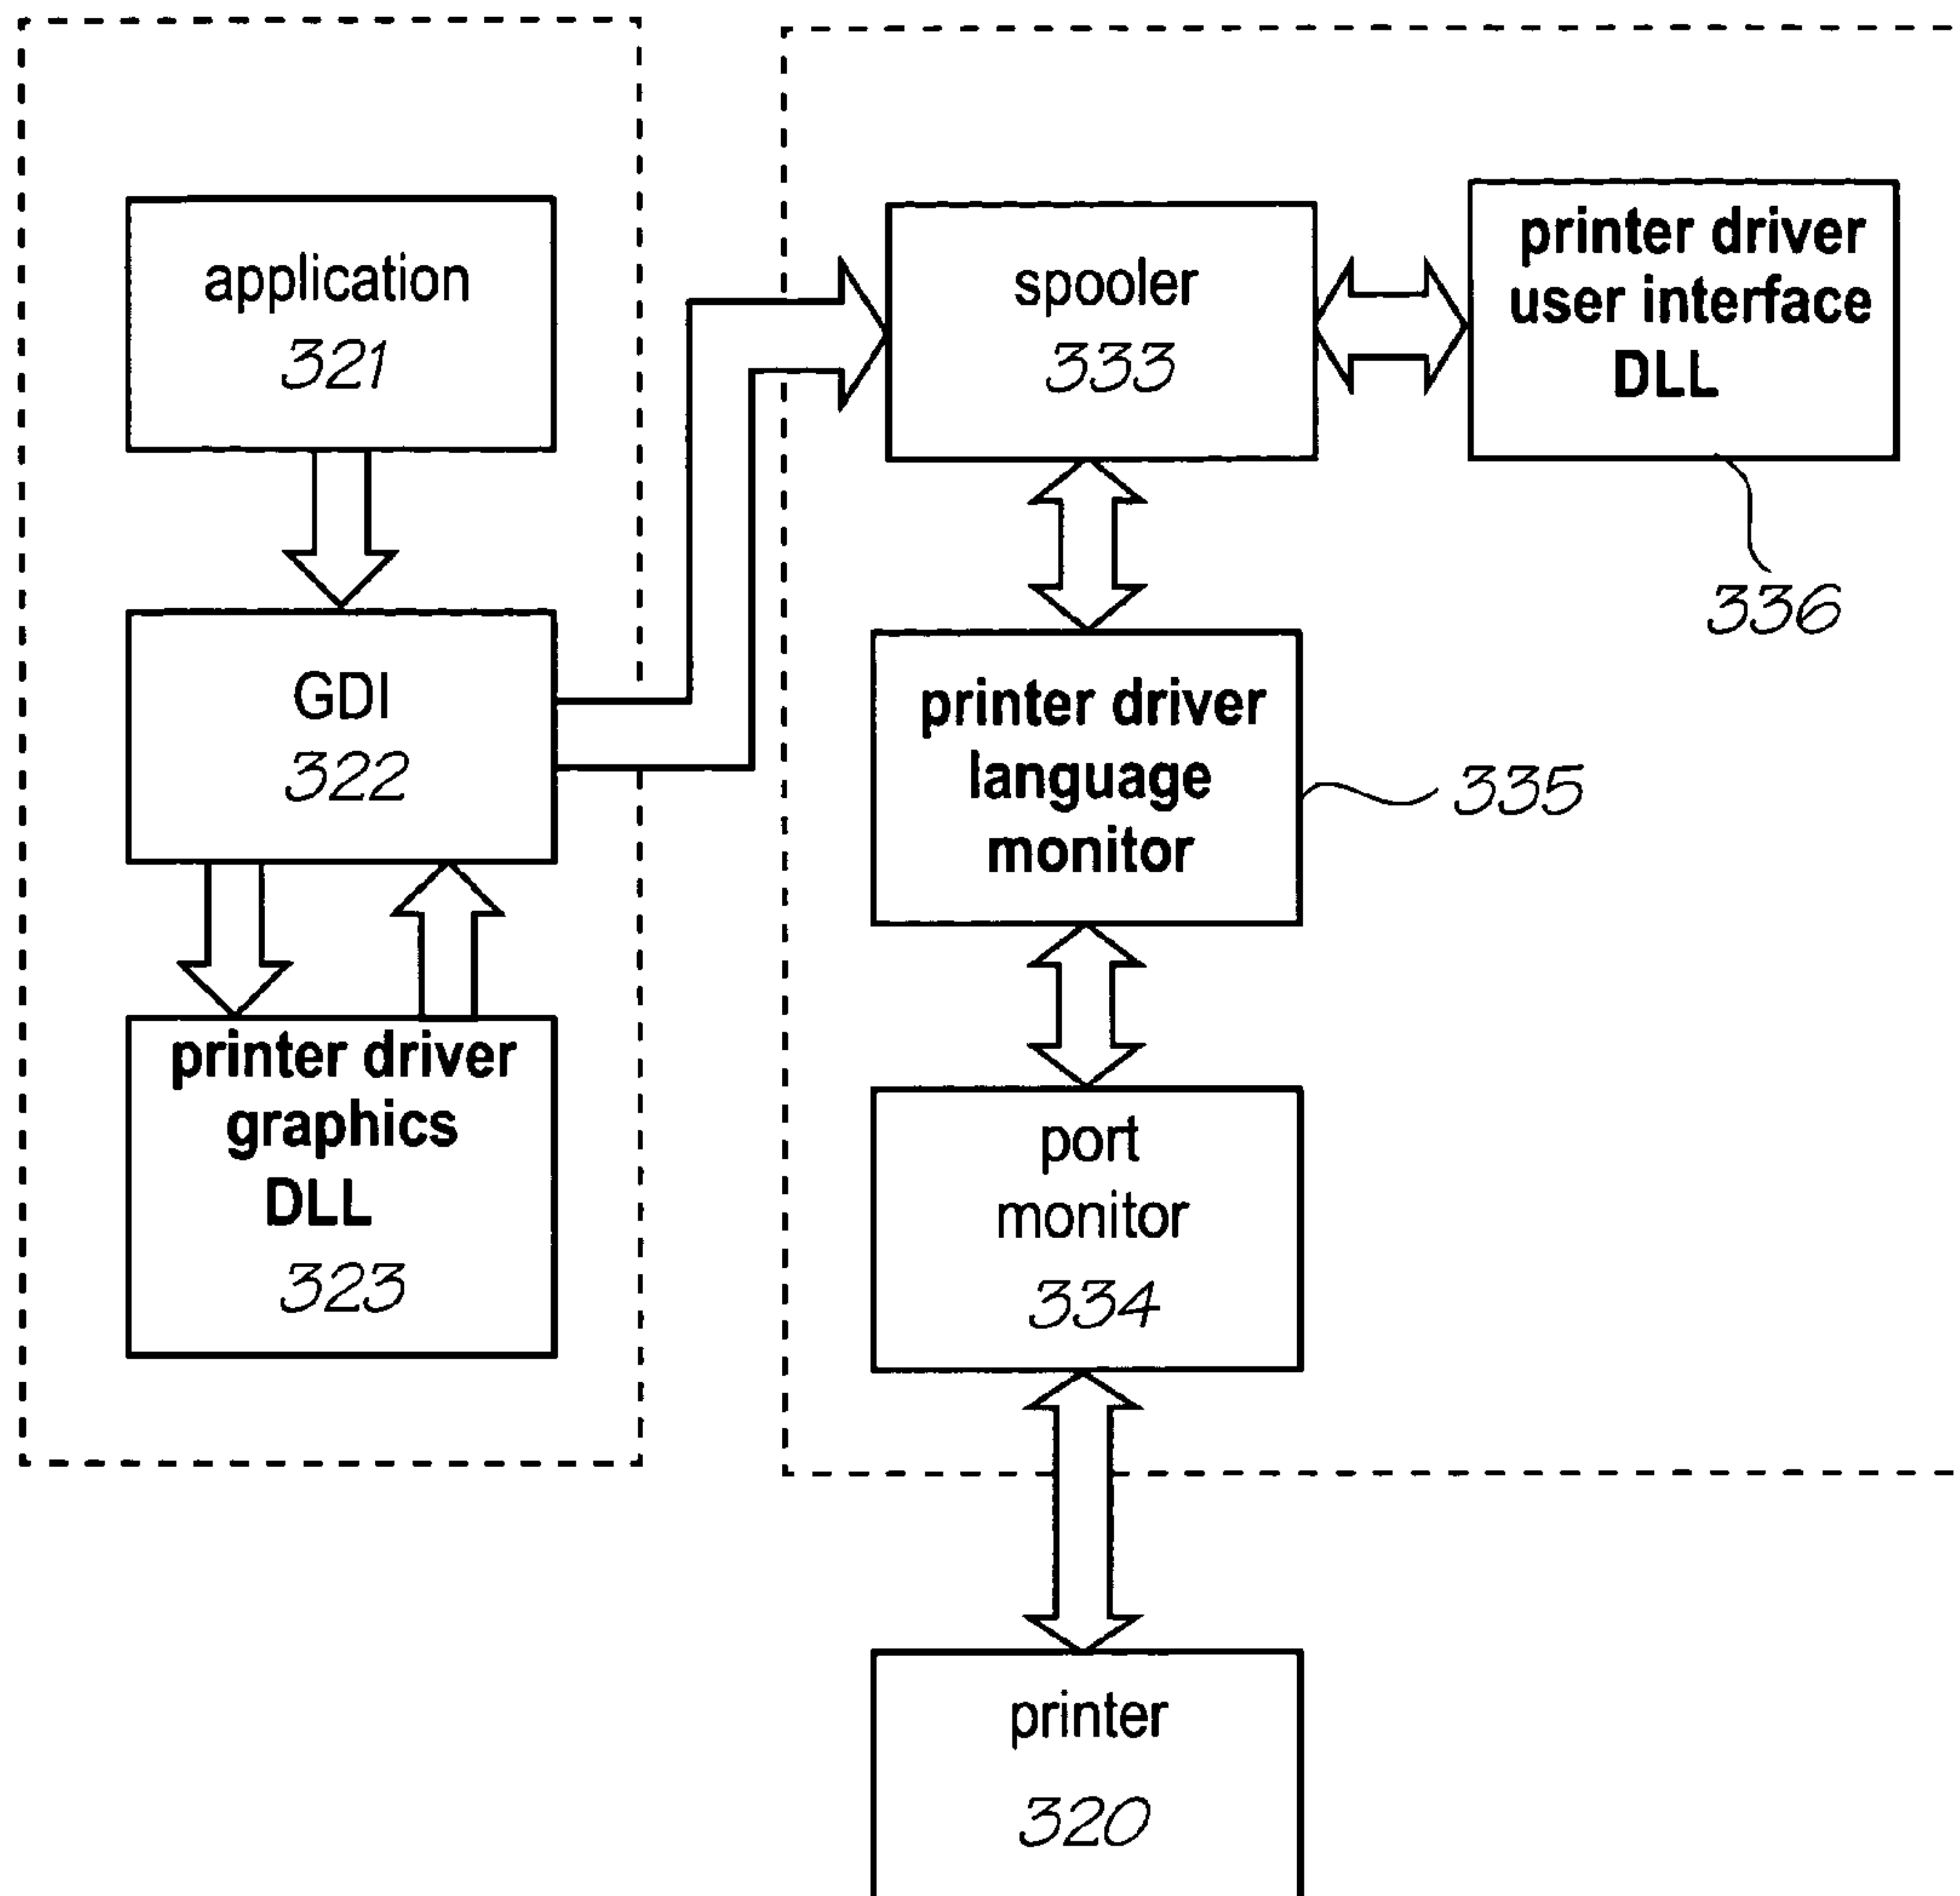 application
321
GDI
322
printer driver
graphics
DLL
323
spooler
333
printer driver
user interface
DLL
336
printer driver
language
monitor
335
port
monitor
334
printer
320